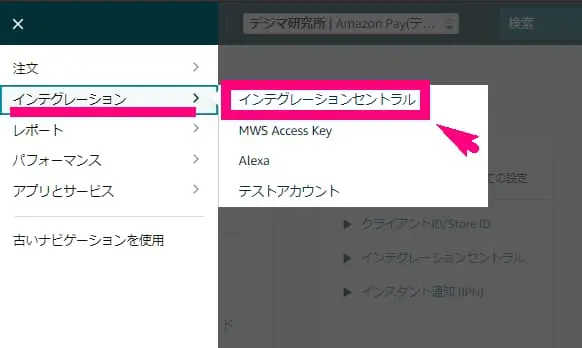 ×
デジマ研究所 | Amazon Pay(デ...
検索
注文
インテグレーション
レポート
パフォーマンス
アプリとサービス
古いナビゲーションを使用
インテグレーションセントラル
MWS Access Key
Alexa
テストアカウント
ての設定
クライアントID/Store ID
インテグレーションセントラル
インスタント通知 (IPN)
ド